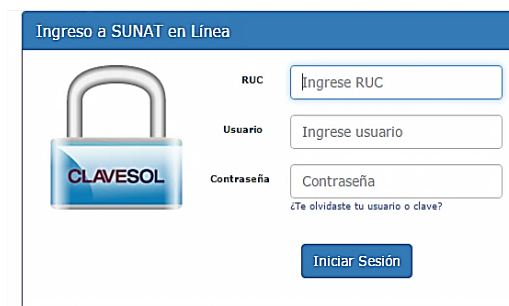 Ingreso a SUNAT en Línea
RUC
Ingrese RUC
Usuario
Ingrese usuario
CLAVESOL
Contraseña
Contraseña
¿Te olvidaste tu usuario o clave?
Iniciar Sesión